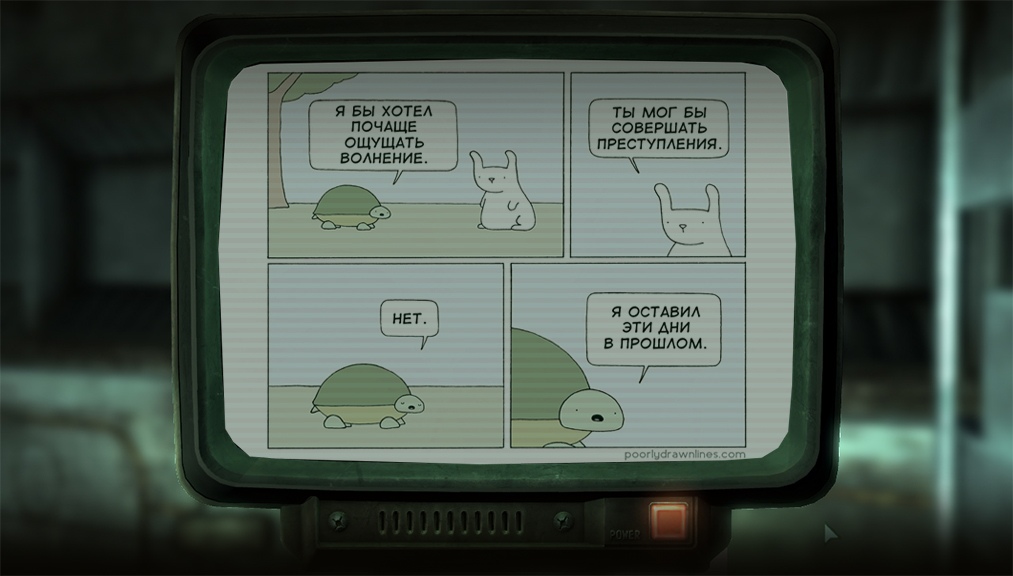 Я БЫ ХОТЕЛ
ПОЧАЩЕ
ОЩУЩАТЬ
ВОЛНЕНИЕ.
ТЫ МОГ БЫ
СОВЕРШАТЬ
ПРЕСТУПЛЕНИЯ.
НЕТ.
Я ОСТАВИЛ
ЭТИ ДНИ
В ПРОШЛОМ.
poorlydrawnlines.com
POWER